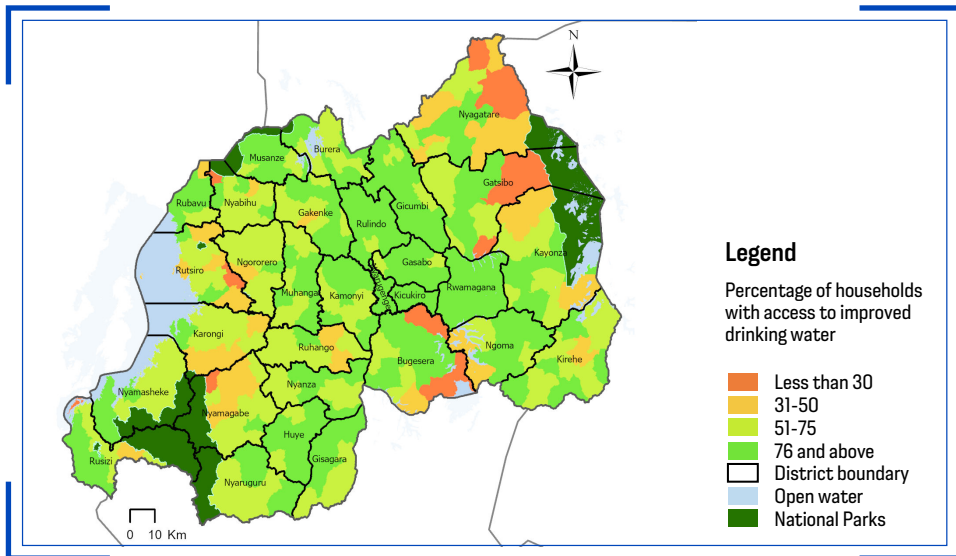 N
Nyagatare
Burera
Musanze
Gatsibo
Rubavu
Nyabihu
Gicumbi
Gakenke
Rulindo
Kayonza
Ngororero
Gasabo
Rutsiro
Rwamagana
Muhanga
Kamonyi
Nyarugenge
Kicukiro
Karongi
Ruhango
Ngoma
Bugesera
Kirehe
Nyamasheke
Nyanza
Nyamagabe
Huye
Rusizi
Gisagara
Nyaruguru
0 10 Km
Legend
Percentage of households
with access to improved
drinking water
Less than 30
31-50
51-75
76 and above
District boundary
Open water
National Parks